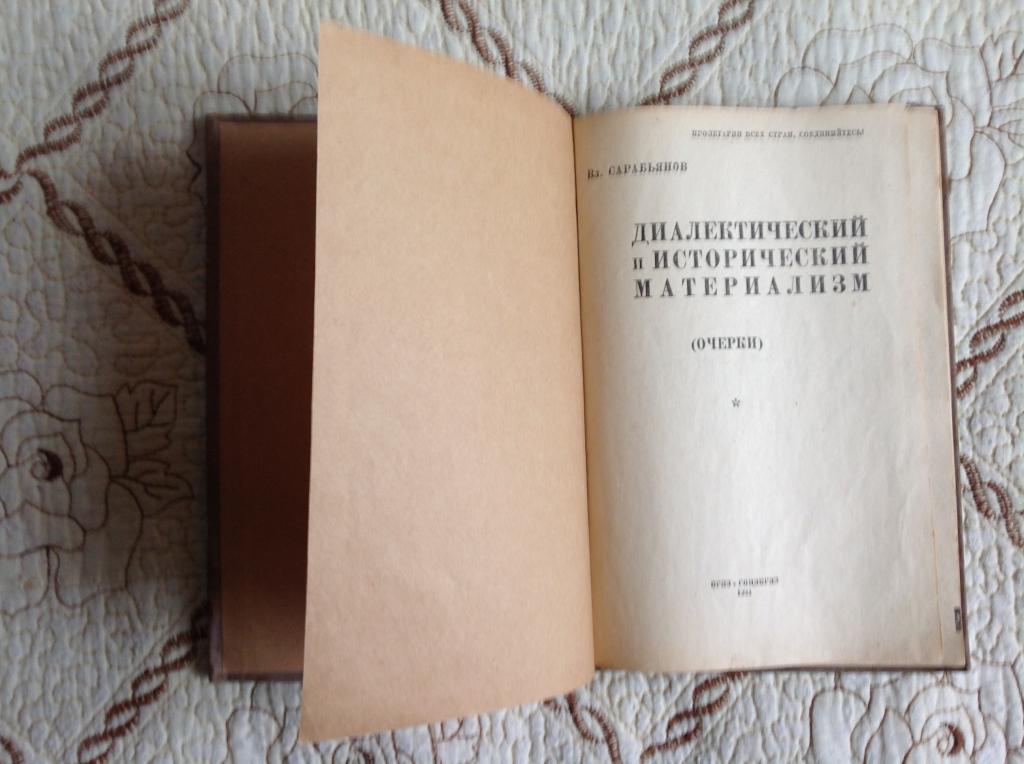 ПРОЛЕТАРИИ ВСЕХ СТРАН, СОЕДИНЯЙТЕСЬ!
Вл. САРАБЬЯНОВ
ДИАЛЕКТИЧЕСКИЙ
и ИСТОРИЧЕСКИЙ
МАТЕРИАЛИЗМ
(ОЧЕРКИ)
ОГИЗ : СОЦЭКГИЗ